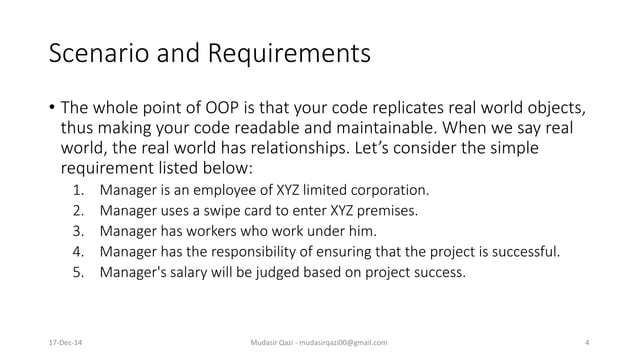 Scenario and Requirements
• The whole point of OOP is that your code replicates real world objects,
thus making your code readable and maintainable. When we say real
world, the real world has relationships. Let’s consider the simple
requirement listed below:
1. Manager is an employee of XYZ limited corporation.
2. Manager uses a swipe card to enter XYZ premises.
3. Manager has workers who work under him.
4. Manager has the responsibility of ensuring that the project is successful.
5. Manager's salary will be judged based on project success.
17-Dec-14 Mudasir Qazi - mudasirqazi00@gmail.com 4